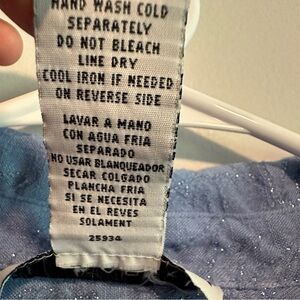 HAND WASH COLD
SEPARATELY
DO NOT BLEACH
LINE DRY
COOL IRON IF NEEDED
ON REVERSE SIDE
LAVAR A MANO
CON AGUA FRIA
SEPARADO
NO USAR BLANQUEADOR
SECAR COLGADO
PLANCHA FRIA
SI SE NECESITA
EN EL REVES
SOLAMENT
25934